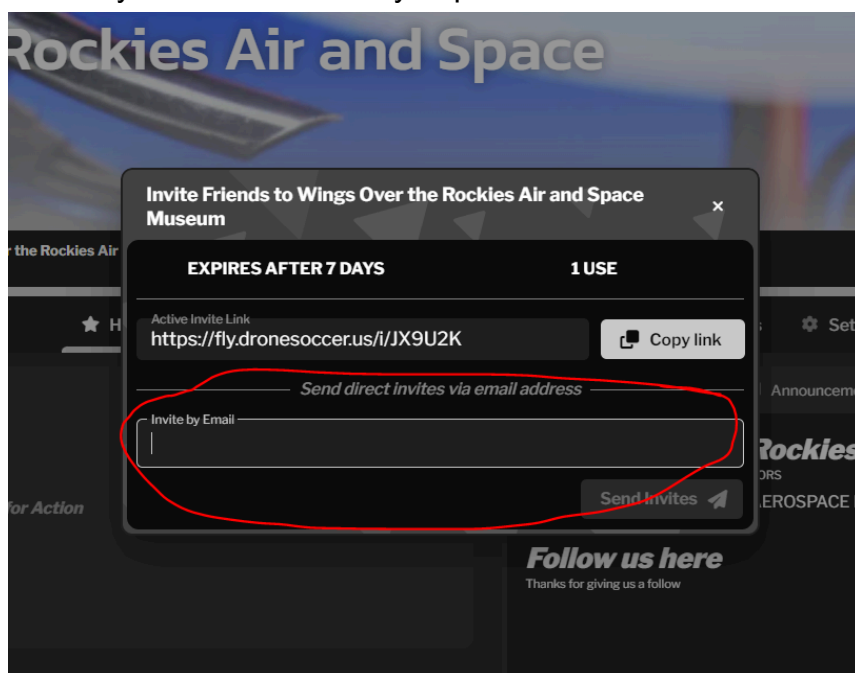 Rockies Air and Space
Invite Friends to Wings Over the Rockies Air and Space
Museum
the Rockies Air
EXPIRES AFTER 7 DAYS 1 USE
Active Invite Link
https://fly.dronesoccer.us/i/JX9U2K
Copy link
Send direct invites via email address
Invite by Email
Send Invites
for Action
Rockies
AEROSPACE
Follow us here
Thanks for giving us a follow